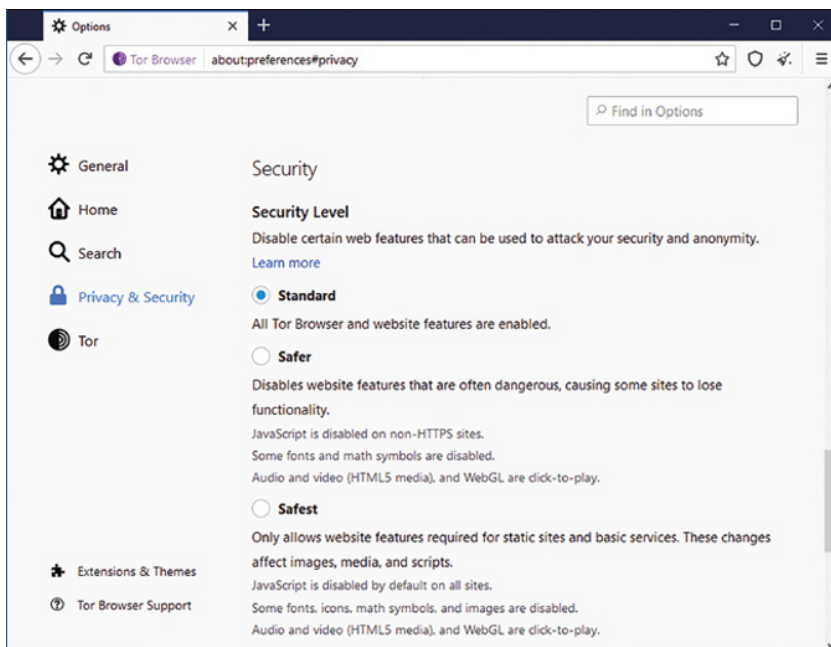 Options
Tor Browser about:preferences#privacy
Find in Options
General
Home
Search
Privacy & Security
Tor
Extensions & Themes
Tor Browser Support
Security
Security Level
Disable certain web features that can be used to attack your security and anonymity.
Learn more
Standard
All Tor Browser and website features are enabled.
Safer
Disables website features that are often dangerous, causing some sites to lose
functionality.
JavaScript is disabled on non-HTTPS sites.
Some fonts and math symbols are disabled.
Audio and video (HTML5 media), and WebGL are click-to-play.
Safest
Only allows website features required for static sites and basic services. These changes
affect images, media, and scripts.
JavaScript is disabled by default on all sites.
Some fonts, icons, math symbols, and images are disabled.
Audio and video (HTML5 media), and WebGL are click-to-play.